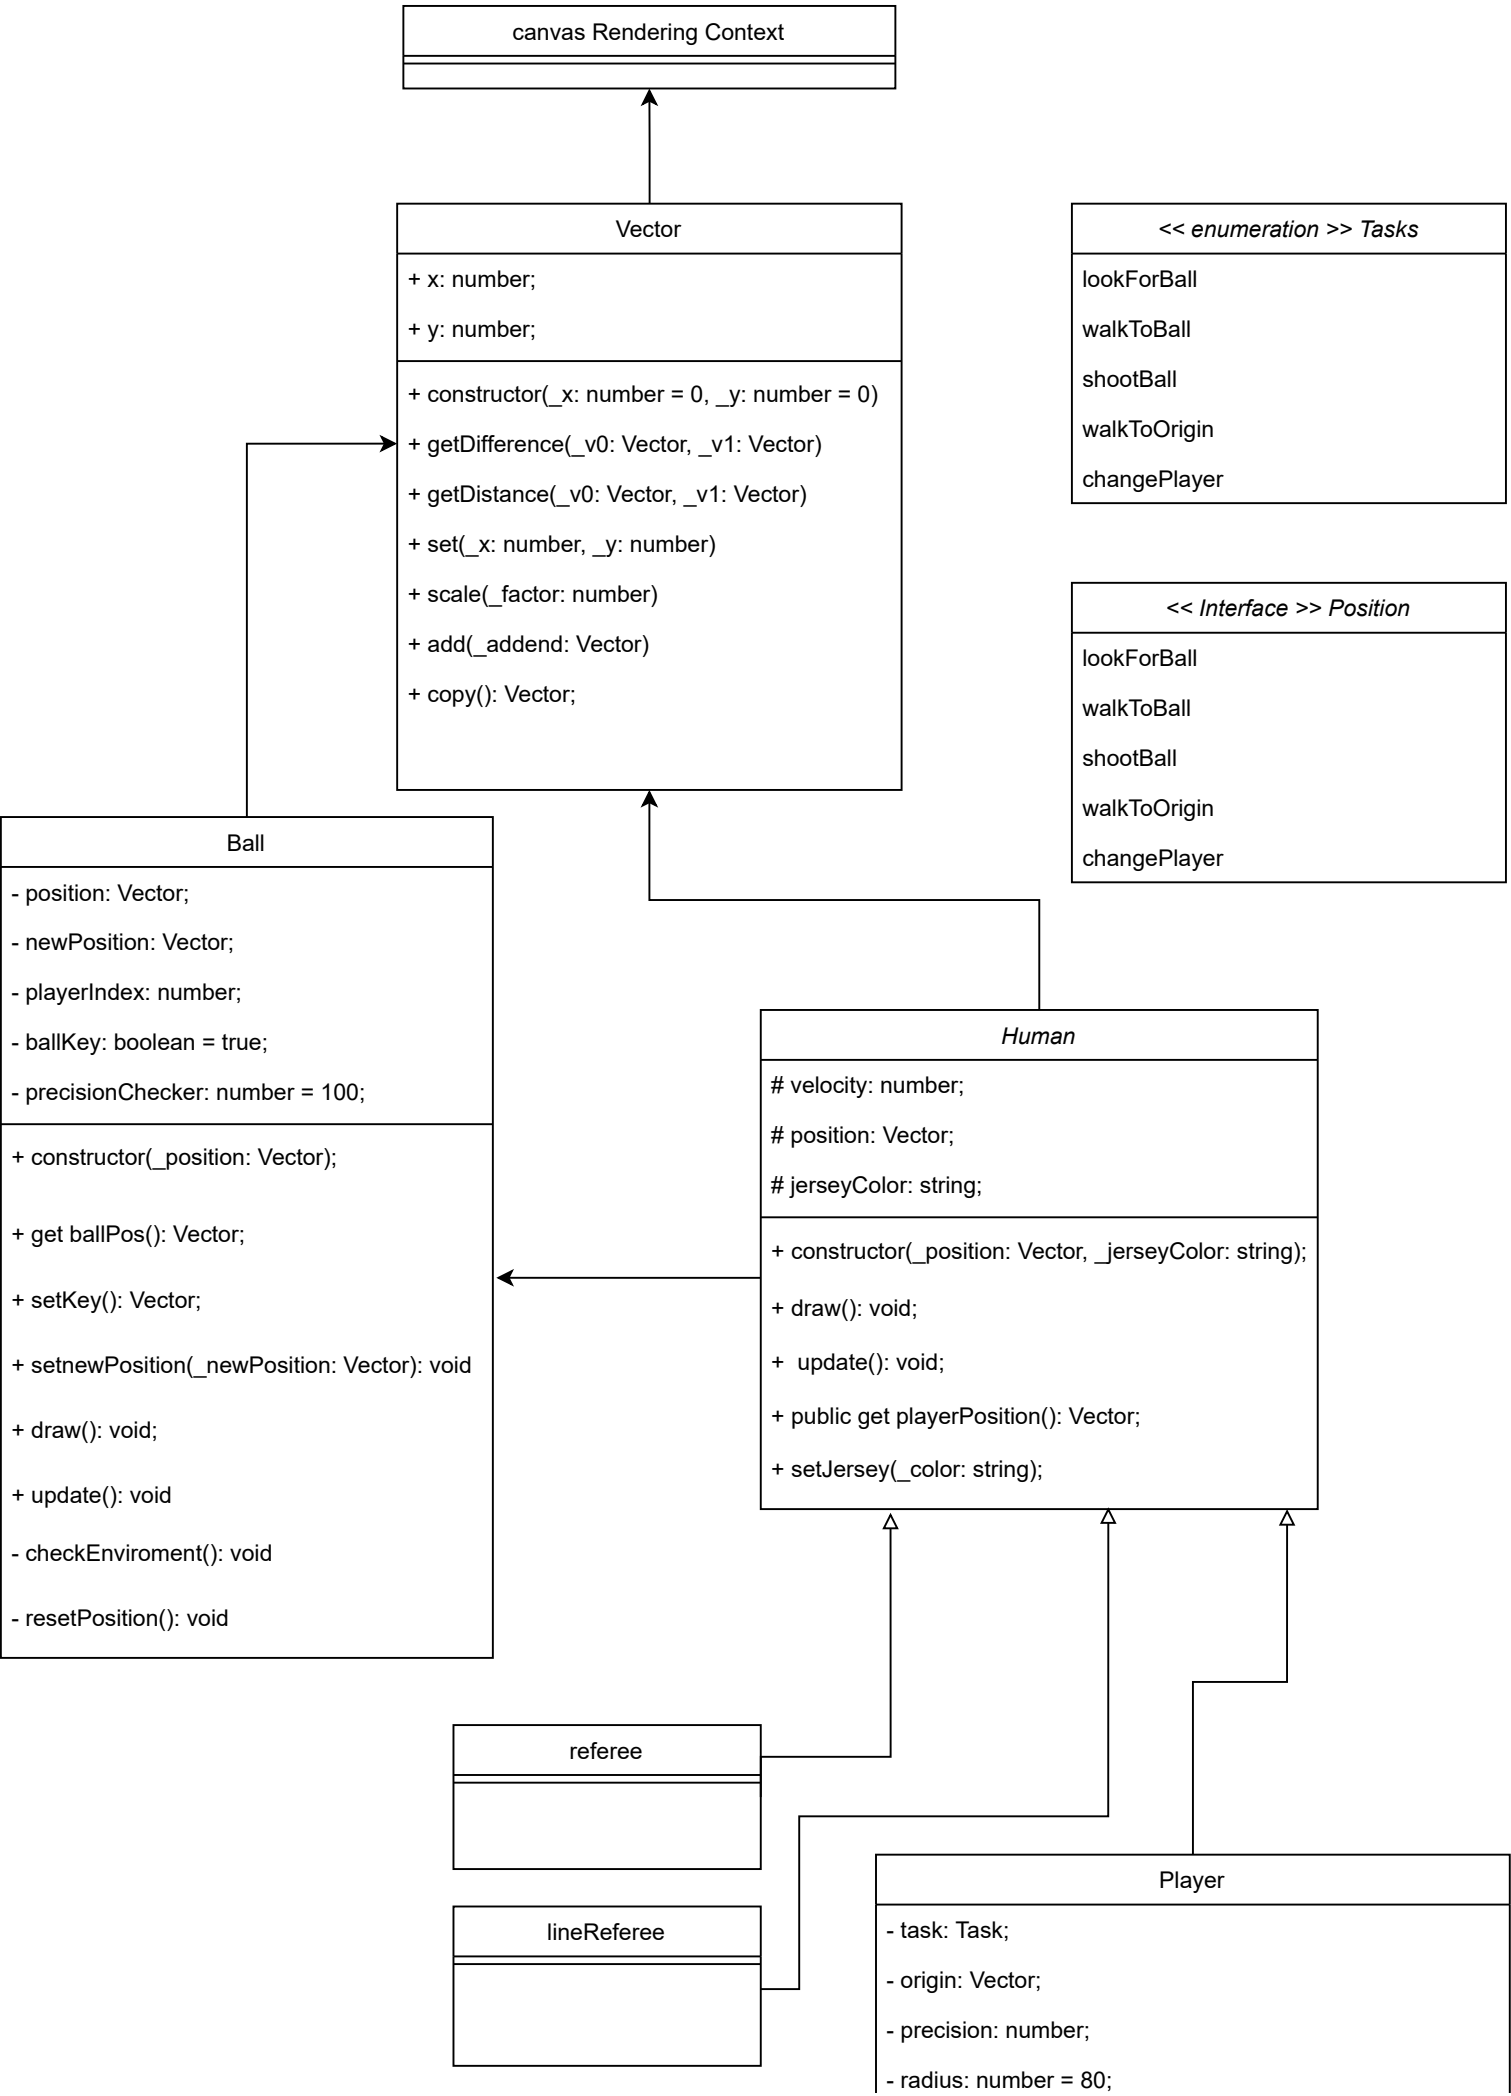 canvas Rendering Context
Vector
+ x: number;
+ y: number;
+ constructor(_x: number = 0, _y: number = 0)
+ getDifference(_v0: Vector, _v1: Vector)
+ getDistance(_v0: Vector, _v1: Vector)
+ set(_x: number, _y: number)
+ scale(_factor: number)
+ add(_addend: Vector)
+ copy(): Vector;
<< enumeration >> Tasks
lookForBall
walkToBall
shootBall
walkToOrigin
changePlayer
<< Interface >> Position
lookForBall
walkToBall
shootBall
walkToOrigin
changePlayer
Ball
- position: Vector;
- newPosition: Vector;
- playerIndex: number;
- ballKey: boolean = true;
- precisionChecker: number = 100;
+ constructor(_position: Vector);
+ get ballPos(): Vector;
+ setKey(): Vector;
+ setnewPosition(_newPosition: Vector): void
+ draw(): void;
+ update(): void
- checkEnviroment(): void
- resetPosition(): void
Human
# velocity: number;
# position: Vector;
# jerseyColor: string;
+ constructor(_position: Vector, _jerseyColor: string);
+ draw(): void;
+  update(): void;
+ public get playerPosition(): Vector;
+ setJersey(_color: string);
referee
lineReferee
Player
- task: Task;
- origin: Vector;
- precision: number;
- radius: number = 80;